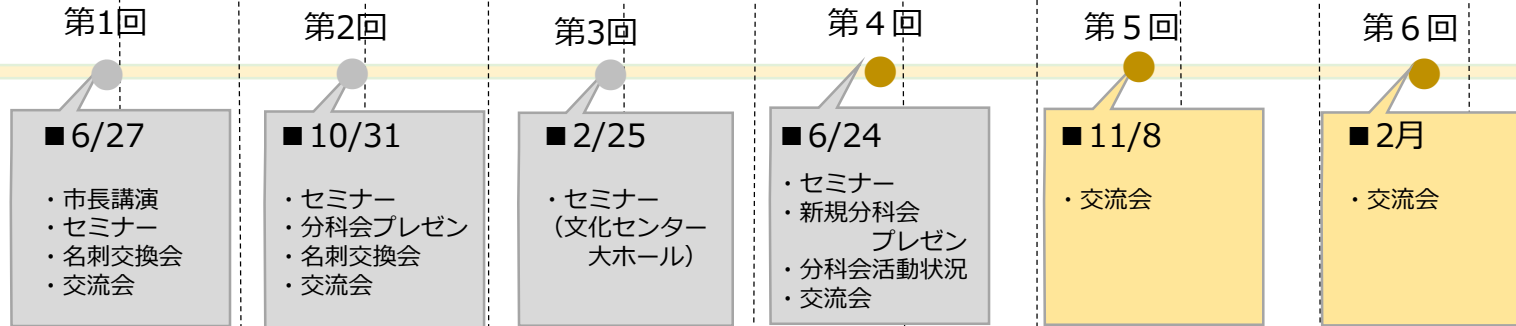 第1回
■6/27
・市長講演
・セミナー
・名刺交換会
・交流会
第2回
■10/31
・セミナー
・分科会プレゼン
・名刺交換会
・交流会
第3回
■2/25
・セミナー
（文化センター
大ホール）
第４回
■6/24
・セミナー
・新規分科会
プレゼン
・分科会活動状況
・交流会
第５回
■11/8
・交流会
第６回
■2月
・交流会